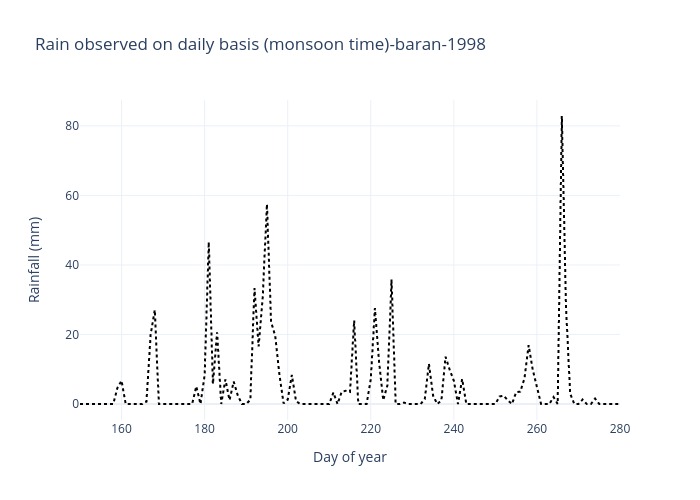 Rain observed on daily basis (monsoon time)-baran-1998
80
60
40
20
0
Rainfall (mm)
160 180 200 220 240 260 280
Day of year